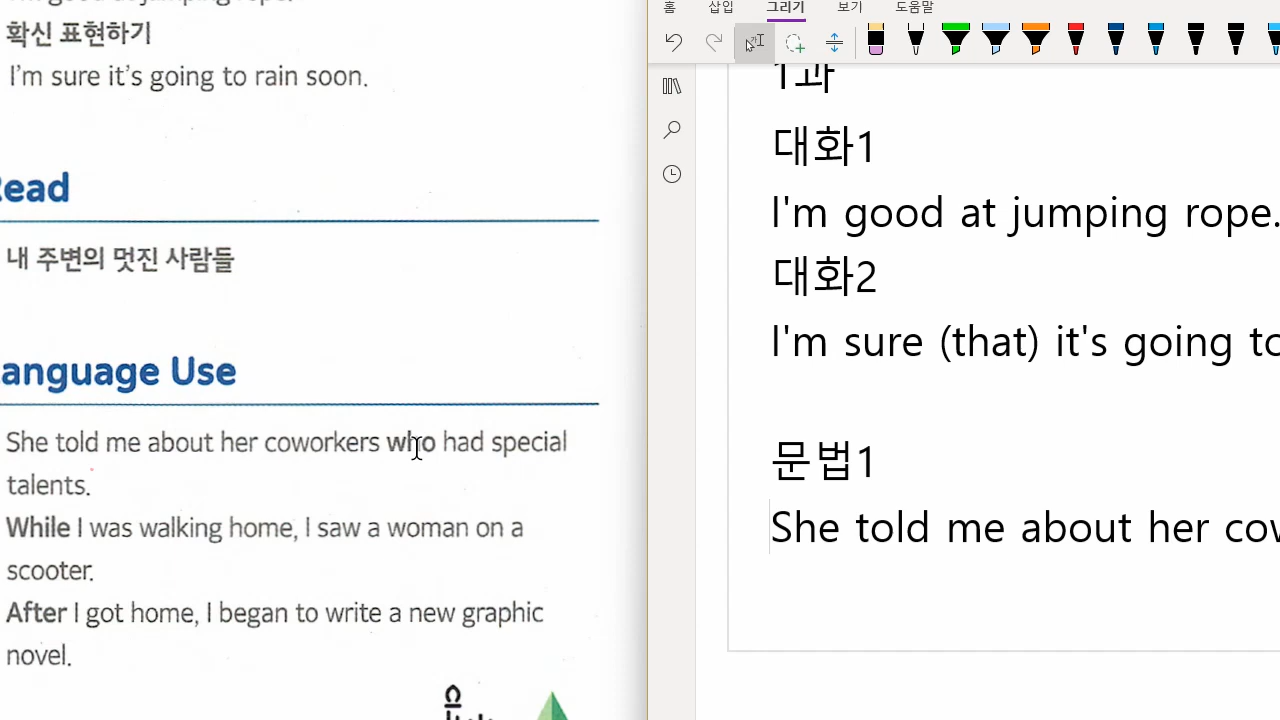 확신 표현하기
I'm sure it's going to rain soon.
Read
내 주변의 멋진 사람들
anguage Use
She told me about her coworkers who had special
talents.
While I was walking home, I saw a woman on a
scooter.
After I got home, I began to write a new graphic
novel.
홈 삽입 그리기 보기 도움말
1과
대화1
I'm good at jumping rope.
대화2
I'm sure (that) it's going to
문법1
She told me about her cow